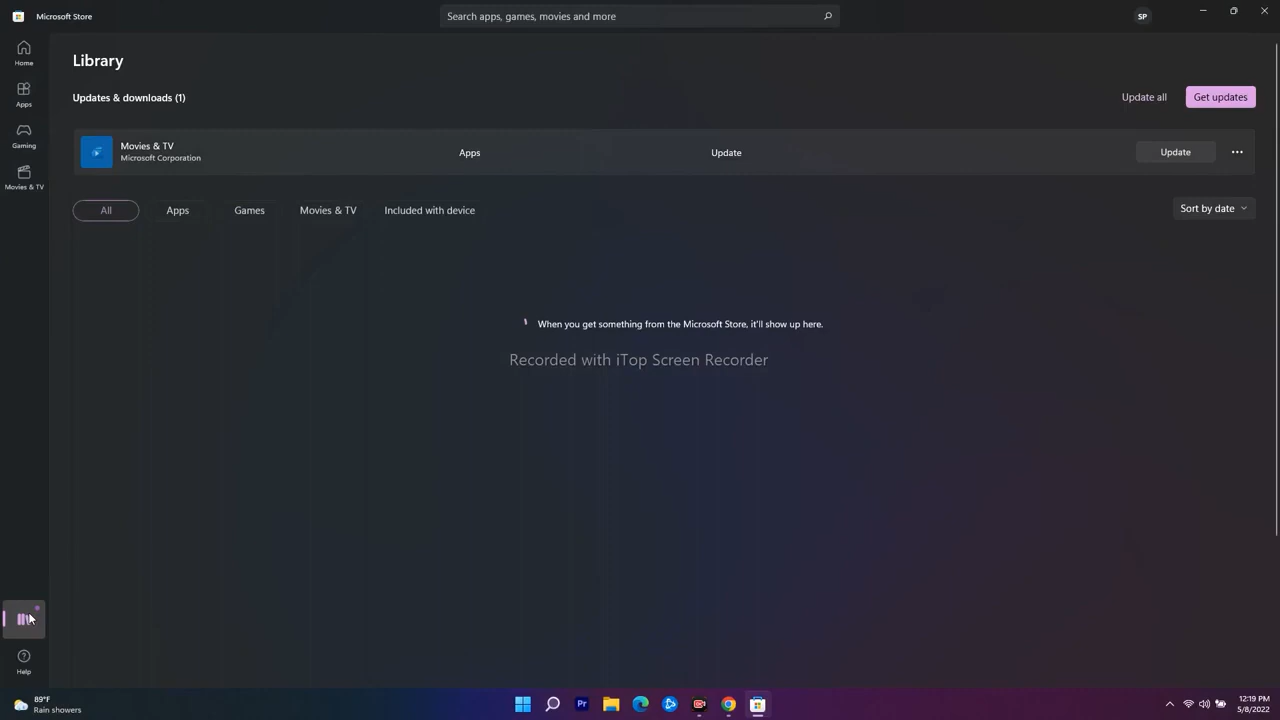 Microsoft Store
Search apps, games, movies and more
SP
Home
Library
Apps
Updates & downloads (1)
Update all
Get updates
Gaming
Movies & TV
Microsoft Corporation
Apps
Update
Update
Movies & TV
All
Apps
Games
Movies & TV
Included with device
Sort by date
When you get something from the Microsoft Store, it'll show up here.
Recorded with iTop Screen Recorder
Help
89°F
Rain showers
Pr
12:19 PM
5/8/2022